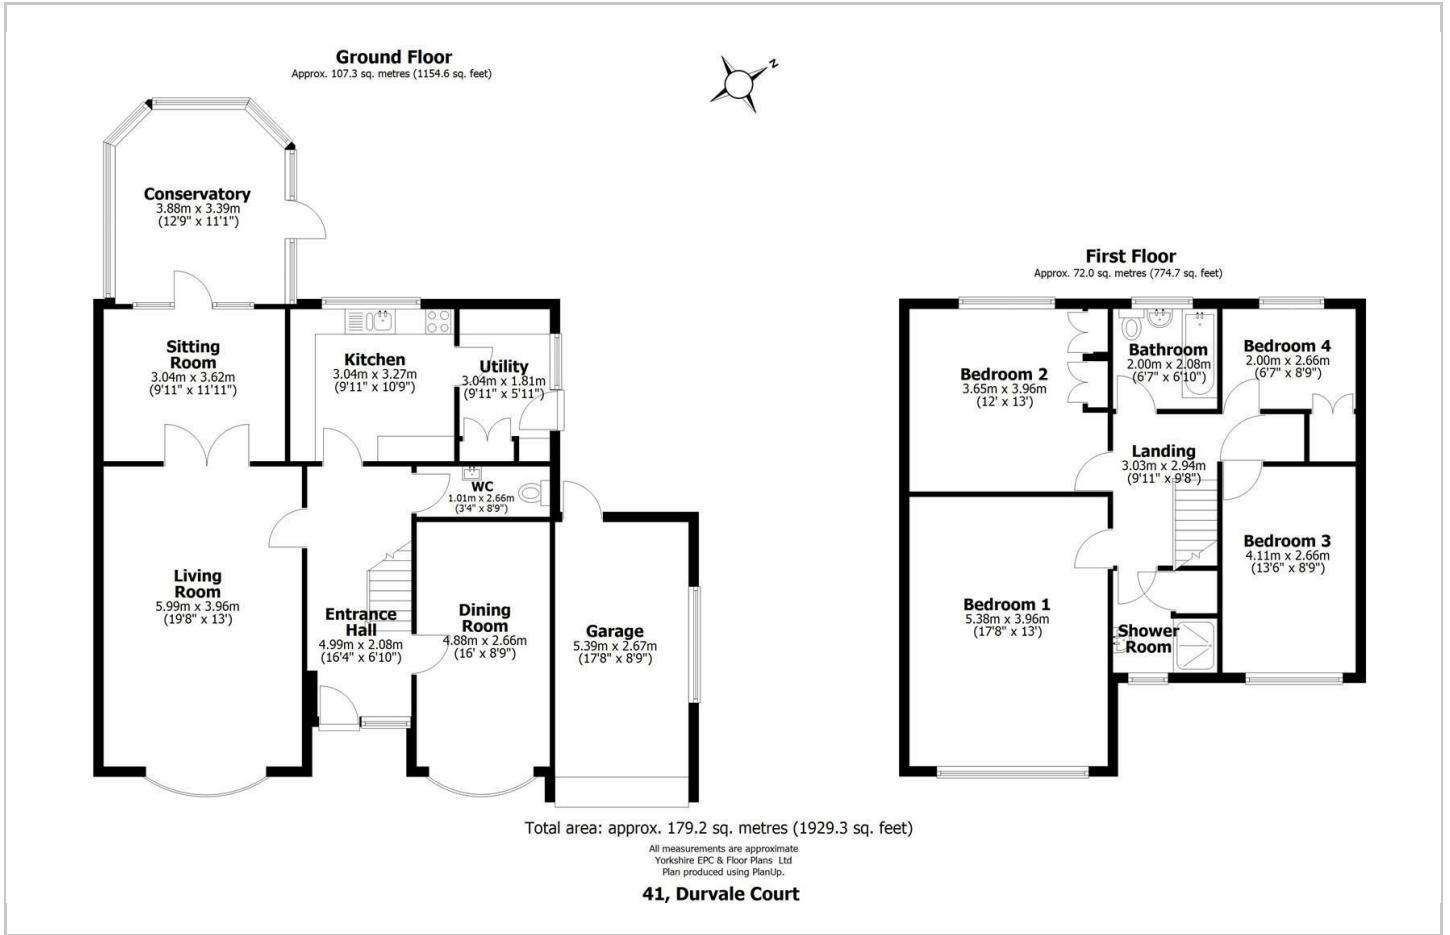 Ground Floor
Approx. 107.3 sq. metres (1154.6 sq. feet)
N
Conservatory
3.88m x 3.39m
(12'9" x 11'1")
Sitting
Room
3.04m x 3.62m
(9'11" x 11'11")
Kitchen
3.04m x 3.27m
(9'11" x 10'9")
Utility
3.04m x 1.81m
(9'11" x 5'11")
WC
1.01m x 2.66m
(3'4" x 8'9")
Living
Room
5.99m x 3.96m
(19'8" x 13')
Entrance
Hall
4.99m x 2.08m
(16'4" x 6'10")
Dining
Room
4.88m x 2.66m
(16' x 8'9")
Garage
5.39m x 2.67m
(17'8" x 8'9")
First Floor
Approx. 72.0 sq. metres (774.7 sq. feet)
Bedroom 2
3.65m x 3.96m
(12' x 13')
Bathroom
2.00m x 2.08m
(6'7" x 6'10")
Bedroom 4
2.00m x 2.66m
(6'7" x 8'9")
Landing
3.03m x 2.94m
(9'11" x 9'8")
Bedroom 3
4.11m x 2.66m
(13'6" x 8'9")
Bedroom 1
5.38m x 3.96m
(17'8" x 13')
Shower
Room
Total area: approx. 179.2 sq. metres (1929.3 sq. feet)
All measurements are approximate
Yorkshire EPC & Floor Plans Ltd
Plan produced using PlanUp.
41, Durvale Court